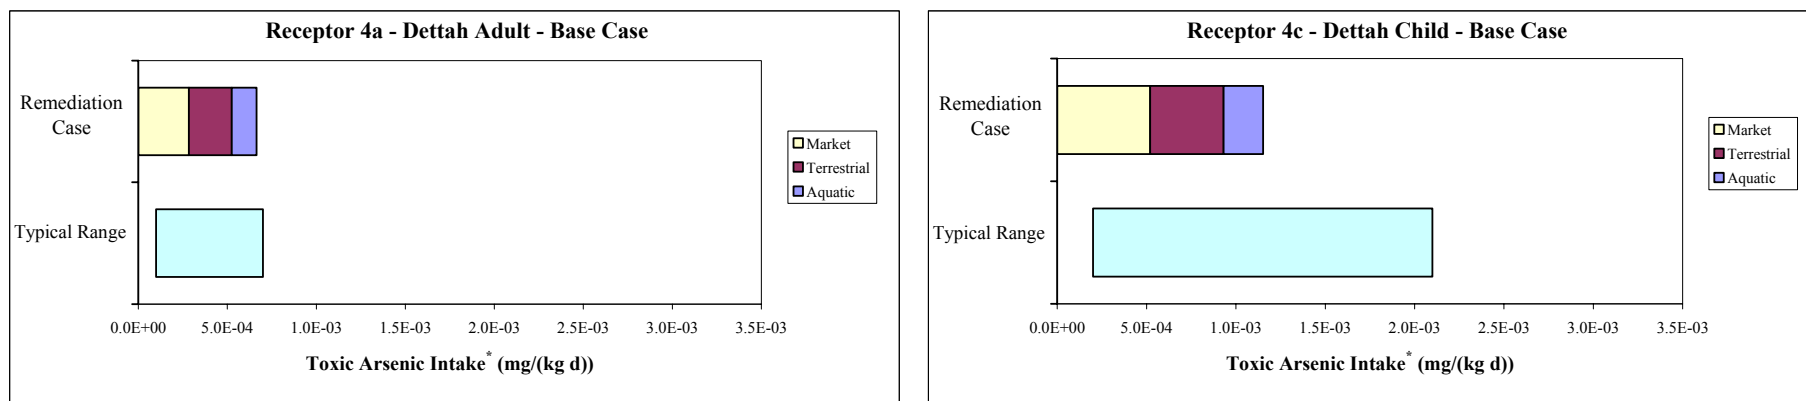 Receptor 4a - Dettah Adult - Base Case
Remediation
Case
Typical Range
0.0E+00 5.0E-04 1.0E-03 1.5E-03 2.0E-03 2.5E-03 3.0E-03 3.5E-03
Toxic Arsenic Intake* (mg/(kg d))
Market
Terrestrial
Aquatic
Receptor 4c - Dettah Child - Base Case
Remediation
Case
Typical Range
0.0E+00 5.0E-04 1.0E-03 1.5E-03 2.0E-03 2.5E-03 3.0E-03 3.5E-03
Toxic Arsenic Intake* (mg/(kg d))
Market
Terrestrial
Aquatic